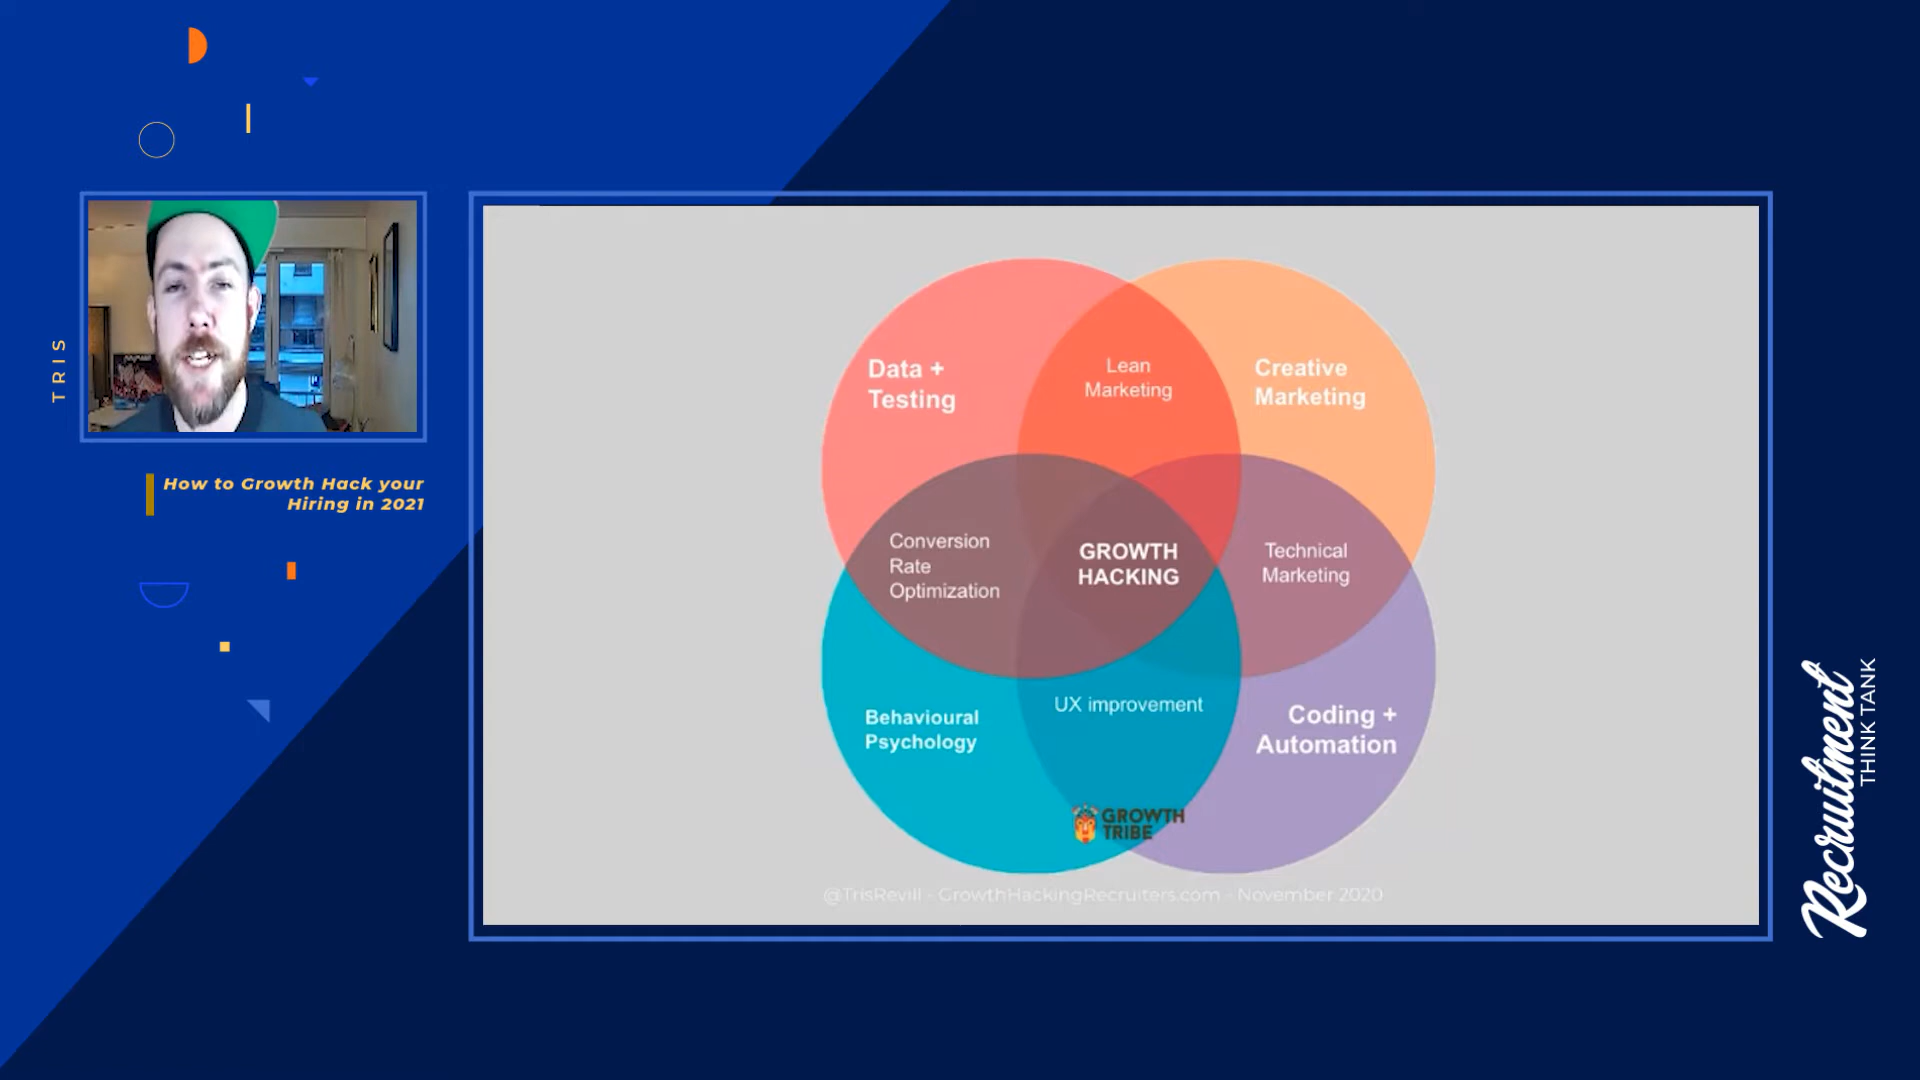 TRIS
How to Growth Hack your
Hiring in 2021
Data +
Testing
Lean
Marketing
Creative
Marketing
Conversion
Rate
Optimization
GROWTH
HACKING
Technical
Marketing
Behavioural
Psychology
UX improvement
Coding +
Automation
GROWTH
TRIBE
@TrisRevill - GrowthHackingRecruiters.com - November 2020
Recruitment
THINK TANK